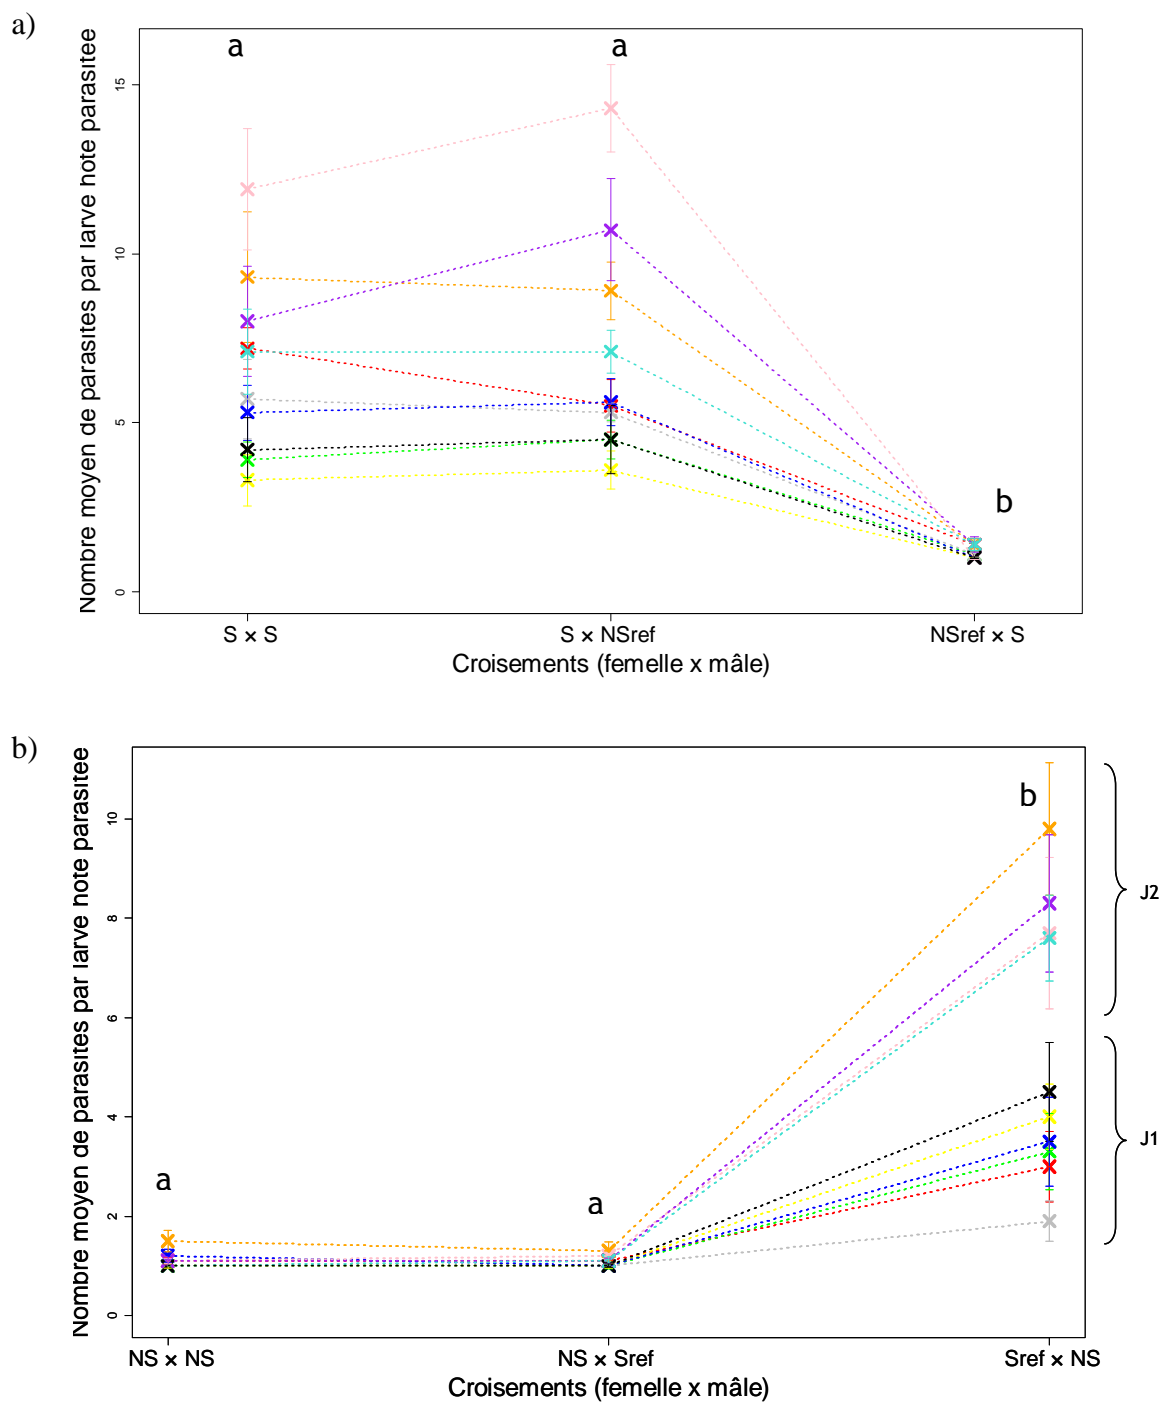 a)
Nombre moyen de parasites par larve note parasitee
a
a
b
15
10
5
0
S × S
S × NSref
NSref × S
Croisements (femelle x mâle)
b)
Nombre moyen de parasites par larve note parasitee
a
a
b
10
8
6
4
2
0
J2
J1
NS × NS
NS × Sref
Sref × NS
Croisements (femelle x mâle)